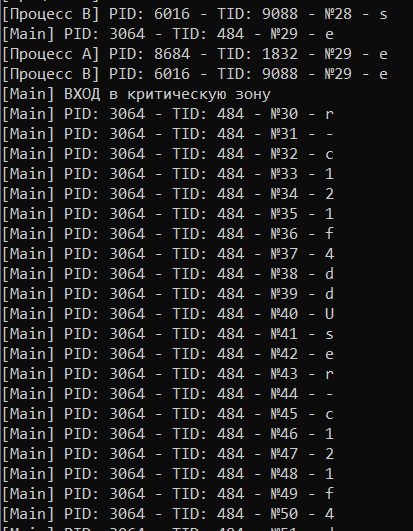 [Процесс B] PID: 6016 - TID: 9088 - №28 - s
[Main] PID: 3064 - TID: 484 - №29 - e
[Процесс A] PID: 8684 - TID: 1832 - №29 - e
[Процесс B] PID: 6016 - TID: 9088 - №29 - e
[Main] ВХОД в критическую зону
[Main] PID: 3064 - TID: 484 - №30 - r
[Main] PID: 3064 - TID: 484 - №31 - -
[Main] PID: 3064 - TID: 484 - №32 - c
[Main] PID: 3064 - TID: 484 - №33 - 1
[Main] PID: 3064 - TID: 484 - №34 - 2
[Main] PID: 3064 - TID: 484 - №35 - 1
[Main] PID: 3064 - TID: 484 - №36 - f
[Main] PID: 3064 - TID: 484 - №37 - 4
[Main] PID: 3064 - TID: 484 - №38 - d
[Main] PID: 3064 - TID: 484 - №39 - d
[Main] PID: 3064 - TID: 484 - №40 - U
[Main] PID: 3064 - TID: 484 - №41 - s
[Main] PID: 3064 - TID: 484 - №42 - e
[Main] PID: 3064 - TID: 484 - №43 - r
[Main] PID: 3064 - TID: 484 - №44 - -
[Main] PID: 3064 - TID: 484 - №45 - c
[Main] PID: 3064 - TID: 484 - №46 - 1
[Main] PID: 3064 - TID: 484 - №47 - 2
[Main] PID: 3064 - TID: 484 - №48 - 1
[Main] PID: 3064 - TID: 484 - №49 - f
[Main] PID: 3064 - TID: 484 - №50 - 4
[Main] PID: 3064 - TID: 484 - №51 - d